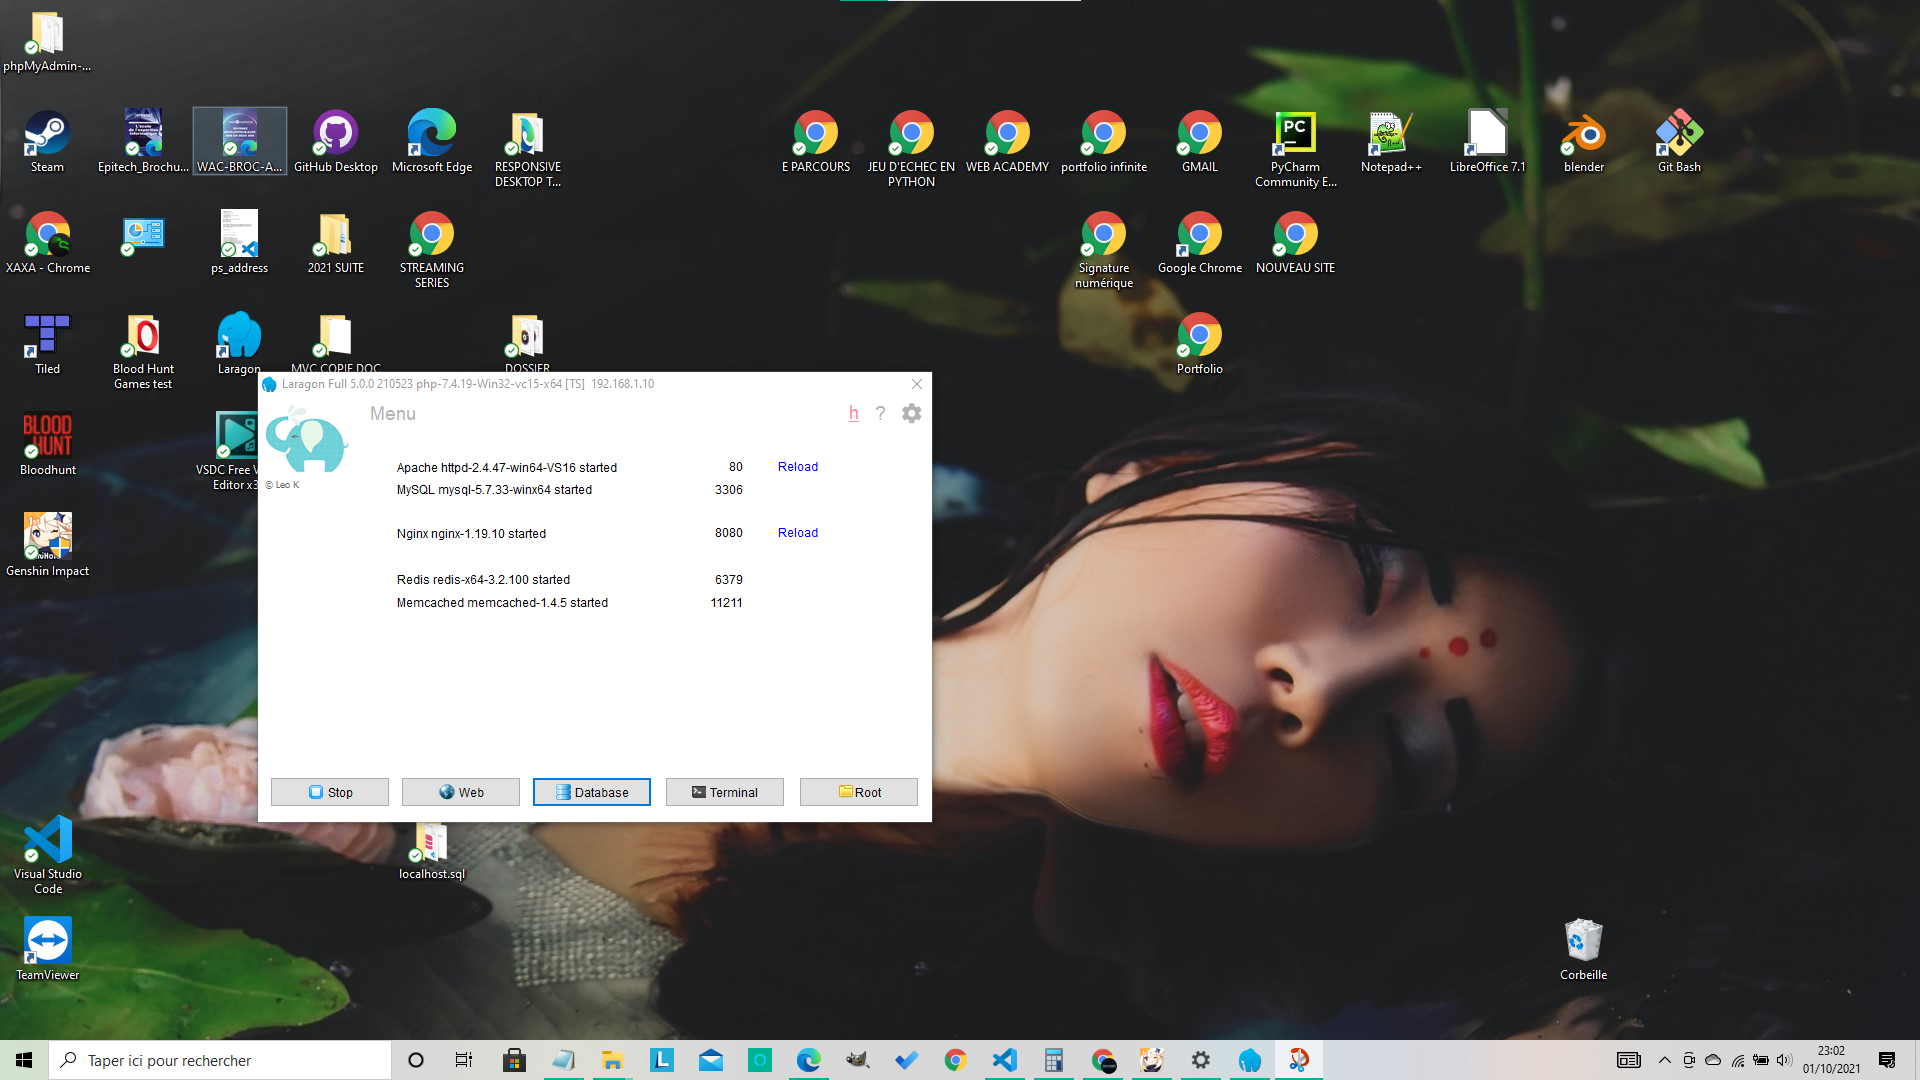 phpMyAdmin-...
Steam
Epitech_Brochu...
WAC-BROC-A...
GitHub Desktop
Microsoft Edge
RESPONSIVE
DESKTOP T...
E PARCOURS
JEU D'ECHEC EN
PYTHON
WEB ACADEMY
portfolio infinite
GMAIL
PC
PyCharm
Community E...
Notepad++
LibreOffice 7.1
blender
Git Bash
XAXA - Chrome
ps_address
2021 SUITE
STREAMING
SERIES
Signature
numérique
Google Chrome
NOUVEAU SITE
Tiled
Blood Hunt
Games test
Laragon
MVC COPIE DOC
DOSSIER
Portfolio
BLOOD
HUNT
Bloodhunt
VSDC Free V
Editor x3
Genshin Impact
Laragon Full 5.0.0 210523 php-7.4.19-Win32-vc15-x64 [TS] 192.168.1.10
Menu
h ?
© Leo K
Apache httpd-2.4.47-win64-VS16 started 80 Reload
MySQL mysql-5.7.33-winx64 started 3306
Nginx nginx-1.19.10 started 8080 Reload
Redis redis-x64-3.2.100 started 6379
Memcached memcached-1.4.5 started 11211
Stop
Web
Database
Terminal
Root
localhost.sql
Visual Studio
Code
TeamViewer
Corbeille
Taper ici pour rechercher
L
23:02
01/10/2021